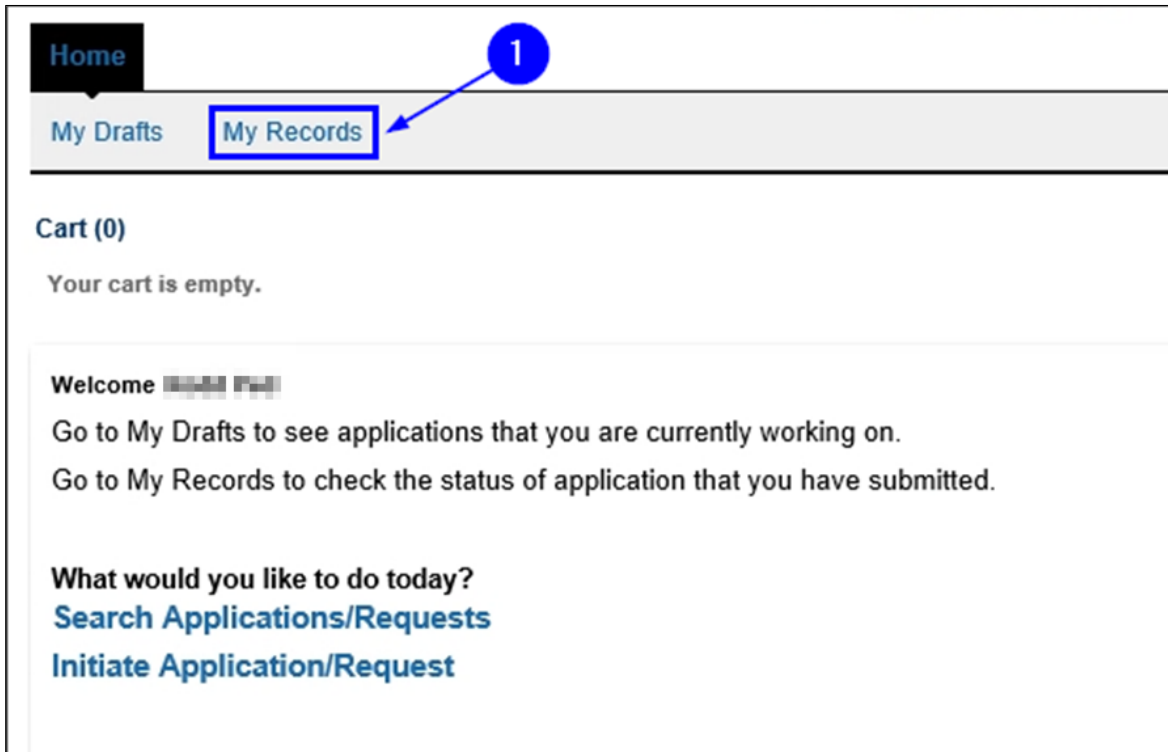 Home
1
My Drafts My Records
Cart (0)
Your cart is empty.
Welcome
Go to My Drafts to see applications that you are currently working on.
Go to My Records to check the status of application that you have submitted.
What would you like to do today?
Search Applications/Requests
Initiate Application/Request